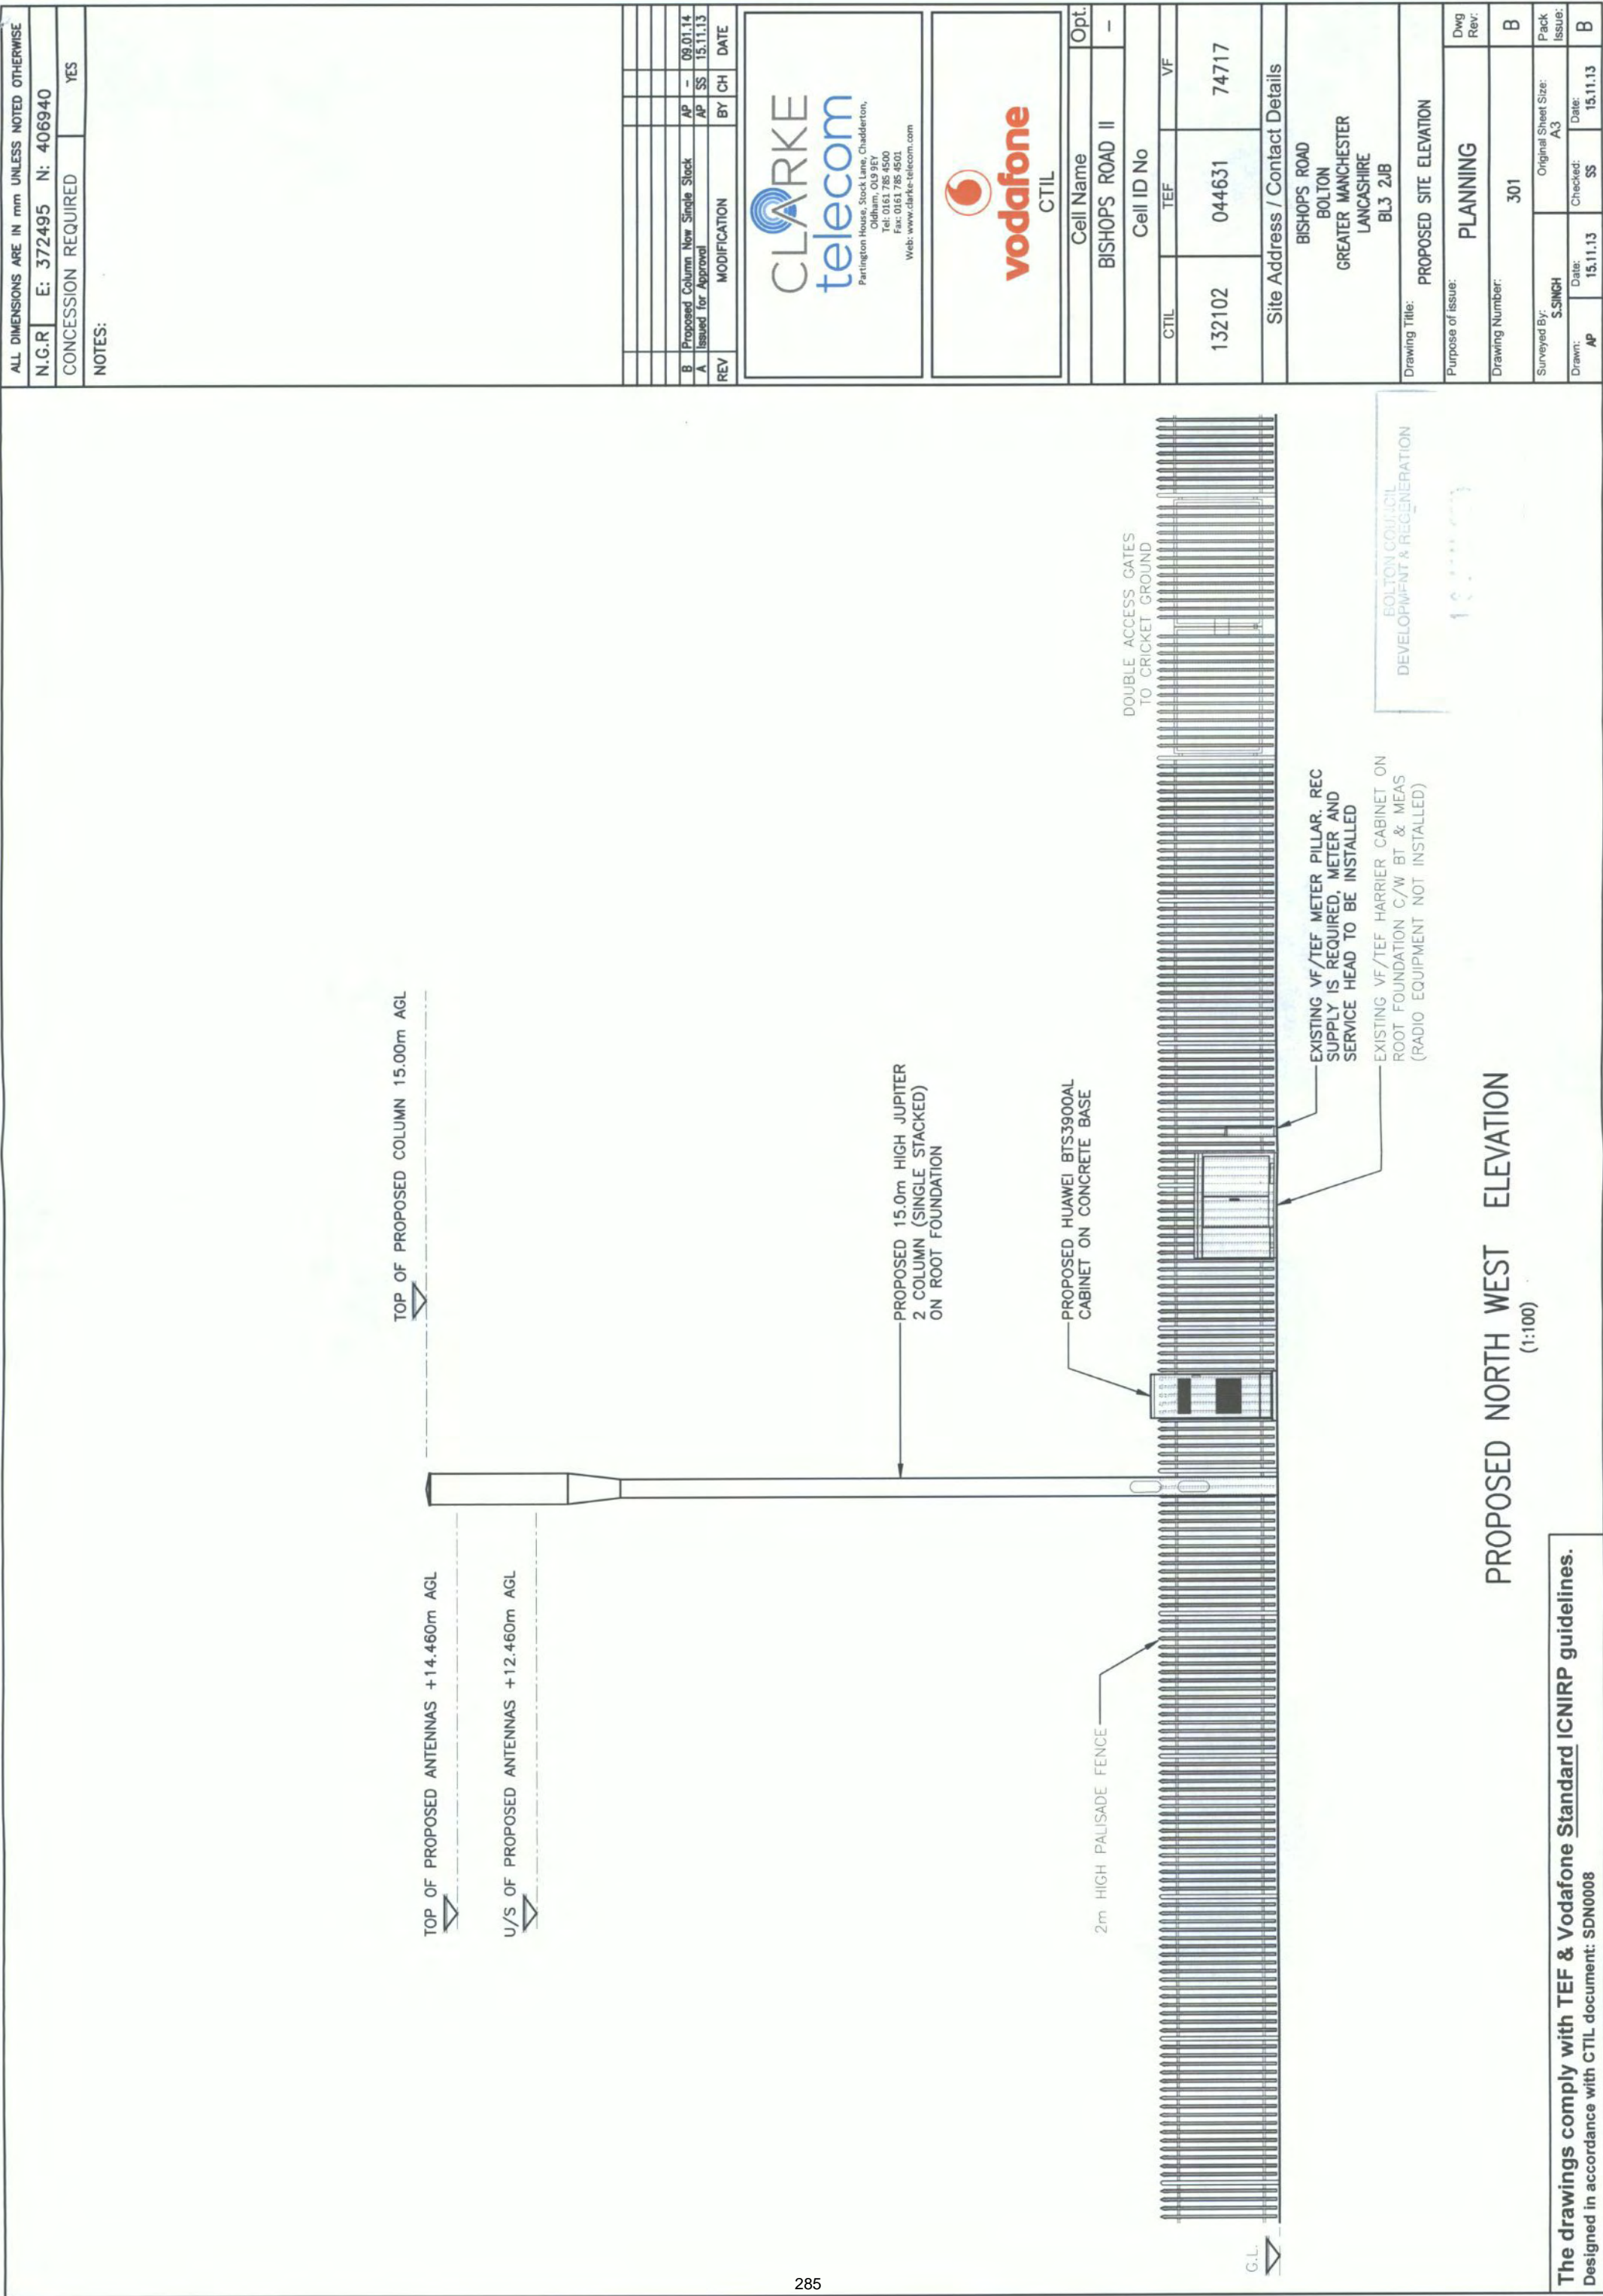 ALL DIMENSIONS ARE IN mm UNLESS NOTED OTHERWISE
N.G.R E: 372495 N: 406940
CONCESSION REQUIRED YES
NOTES:
B Proposed Column Now Single Stack AP - 09.01.14
A Issued for Approval AP SS 15.11.13
REV MODIFICATION BY CH DATE
CLARKE
telecom
Partington House, Stock Lane, Chadderton,
Oldham, OL9 9EY
Tel: 0161 785 4500
Fax: 0161 785 4501
Web: www.clarke-telecom.com
vodafone
CTIL
Cell Name Opt.
BISHOPS ROAD II -
Cell ID No
CTIL TEF VF
132102 044631 74717
Site Address / Contact Details
BISHOPS ROAD
BOLTON
GREATER MANCHESTER
LANCASHIRE
BL3 2JB
Drawing Title:
PROPOSED SITE ELEVATION
Purpose of issue: Dwg Rev:
PLANNING
Drawing Number:
301 B
Surveyed By: Original Sheet Size: Pack Issue:
S.SINGH A3
Drawn: Date: Checked: Date:
AP 15.11.13 SS 15.11.13 B
TOP OF PROPOSED COLUMN 15.00m AGL
TOP OF PROPOSED ANTENNAS +14.460m AGL
U/S OF PROPOSED ANTENNAS +12.460m AGL
PROPOSED 15.0m HIGH JUPITER
2 COLUMN (SINGLE STACKED)
ON ROOT FOUNDATION
PROPOSED HUAWEI BTS3900AL
CABINET ON CONCRETE BASE
2m HIGH PALISADE FENCE
DOUBLE ACCESS GATES
TO CRICKET GROUND
G.L.
EXISTING VF/TEF METER PILLAR. REC
SUPPLY IS REQUIRED, METER AND
SERVICE HEAD TO BE INSTALLED
EXISTING VF/TEF HARRIER CABINET ON
ROOT FOUNDATION C/W BT & MEAS
(RADIO EQUIPMENT NOT INSTALLED)
BOLTON COUNCIL
DEVELOPMENT & REGENERATION
PROPOSED NORTH WEST ELEVATION
(1:100)
The drawings comply with TEF & Vodafone Standard ICNIRP guidelines.
Designed in accordance with CTIL document: SDN0008
285